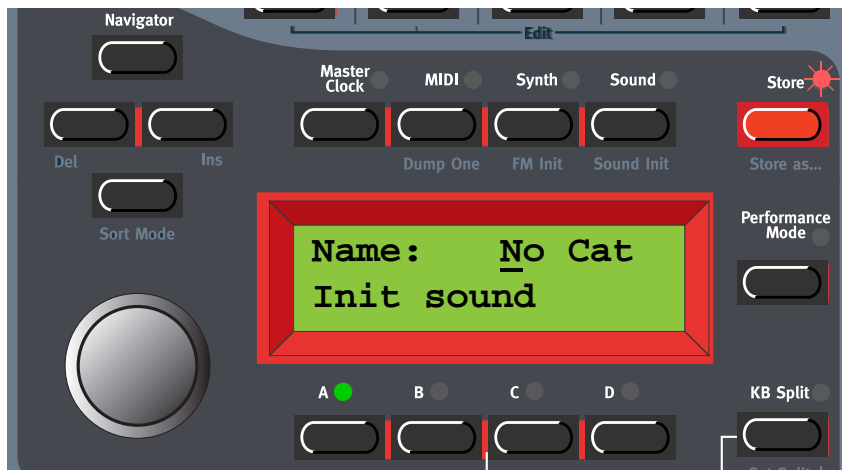 Navigator
Edit
Master Clock
MIDI
Synth
Sound
Store
Del
Ins
Dump One
FM Init
Sound Init
Store as...
Sort Mode
Performance Mode
Name: No Cat
Init sound
A
B
C
D
KB Split